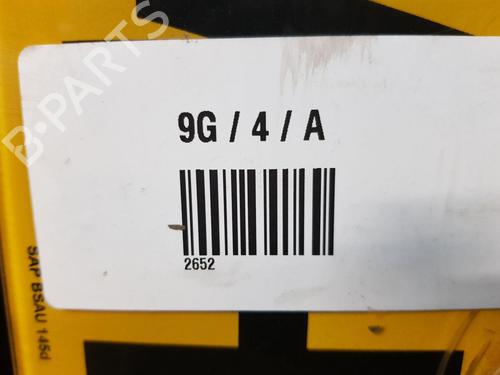 9G / 4 / A
2652
SAP BSAU 145d
B-PARTS